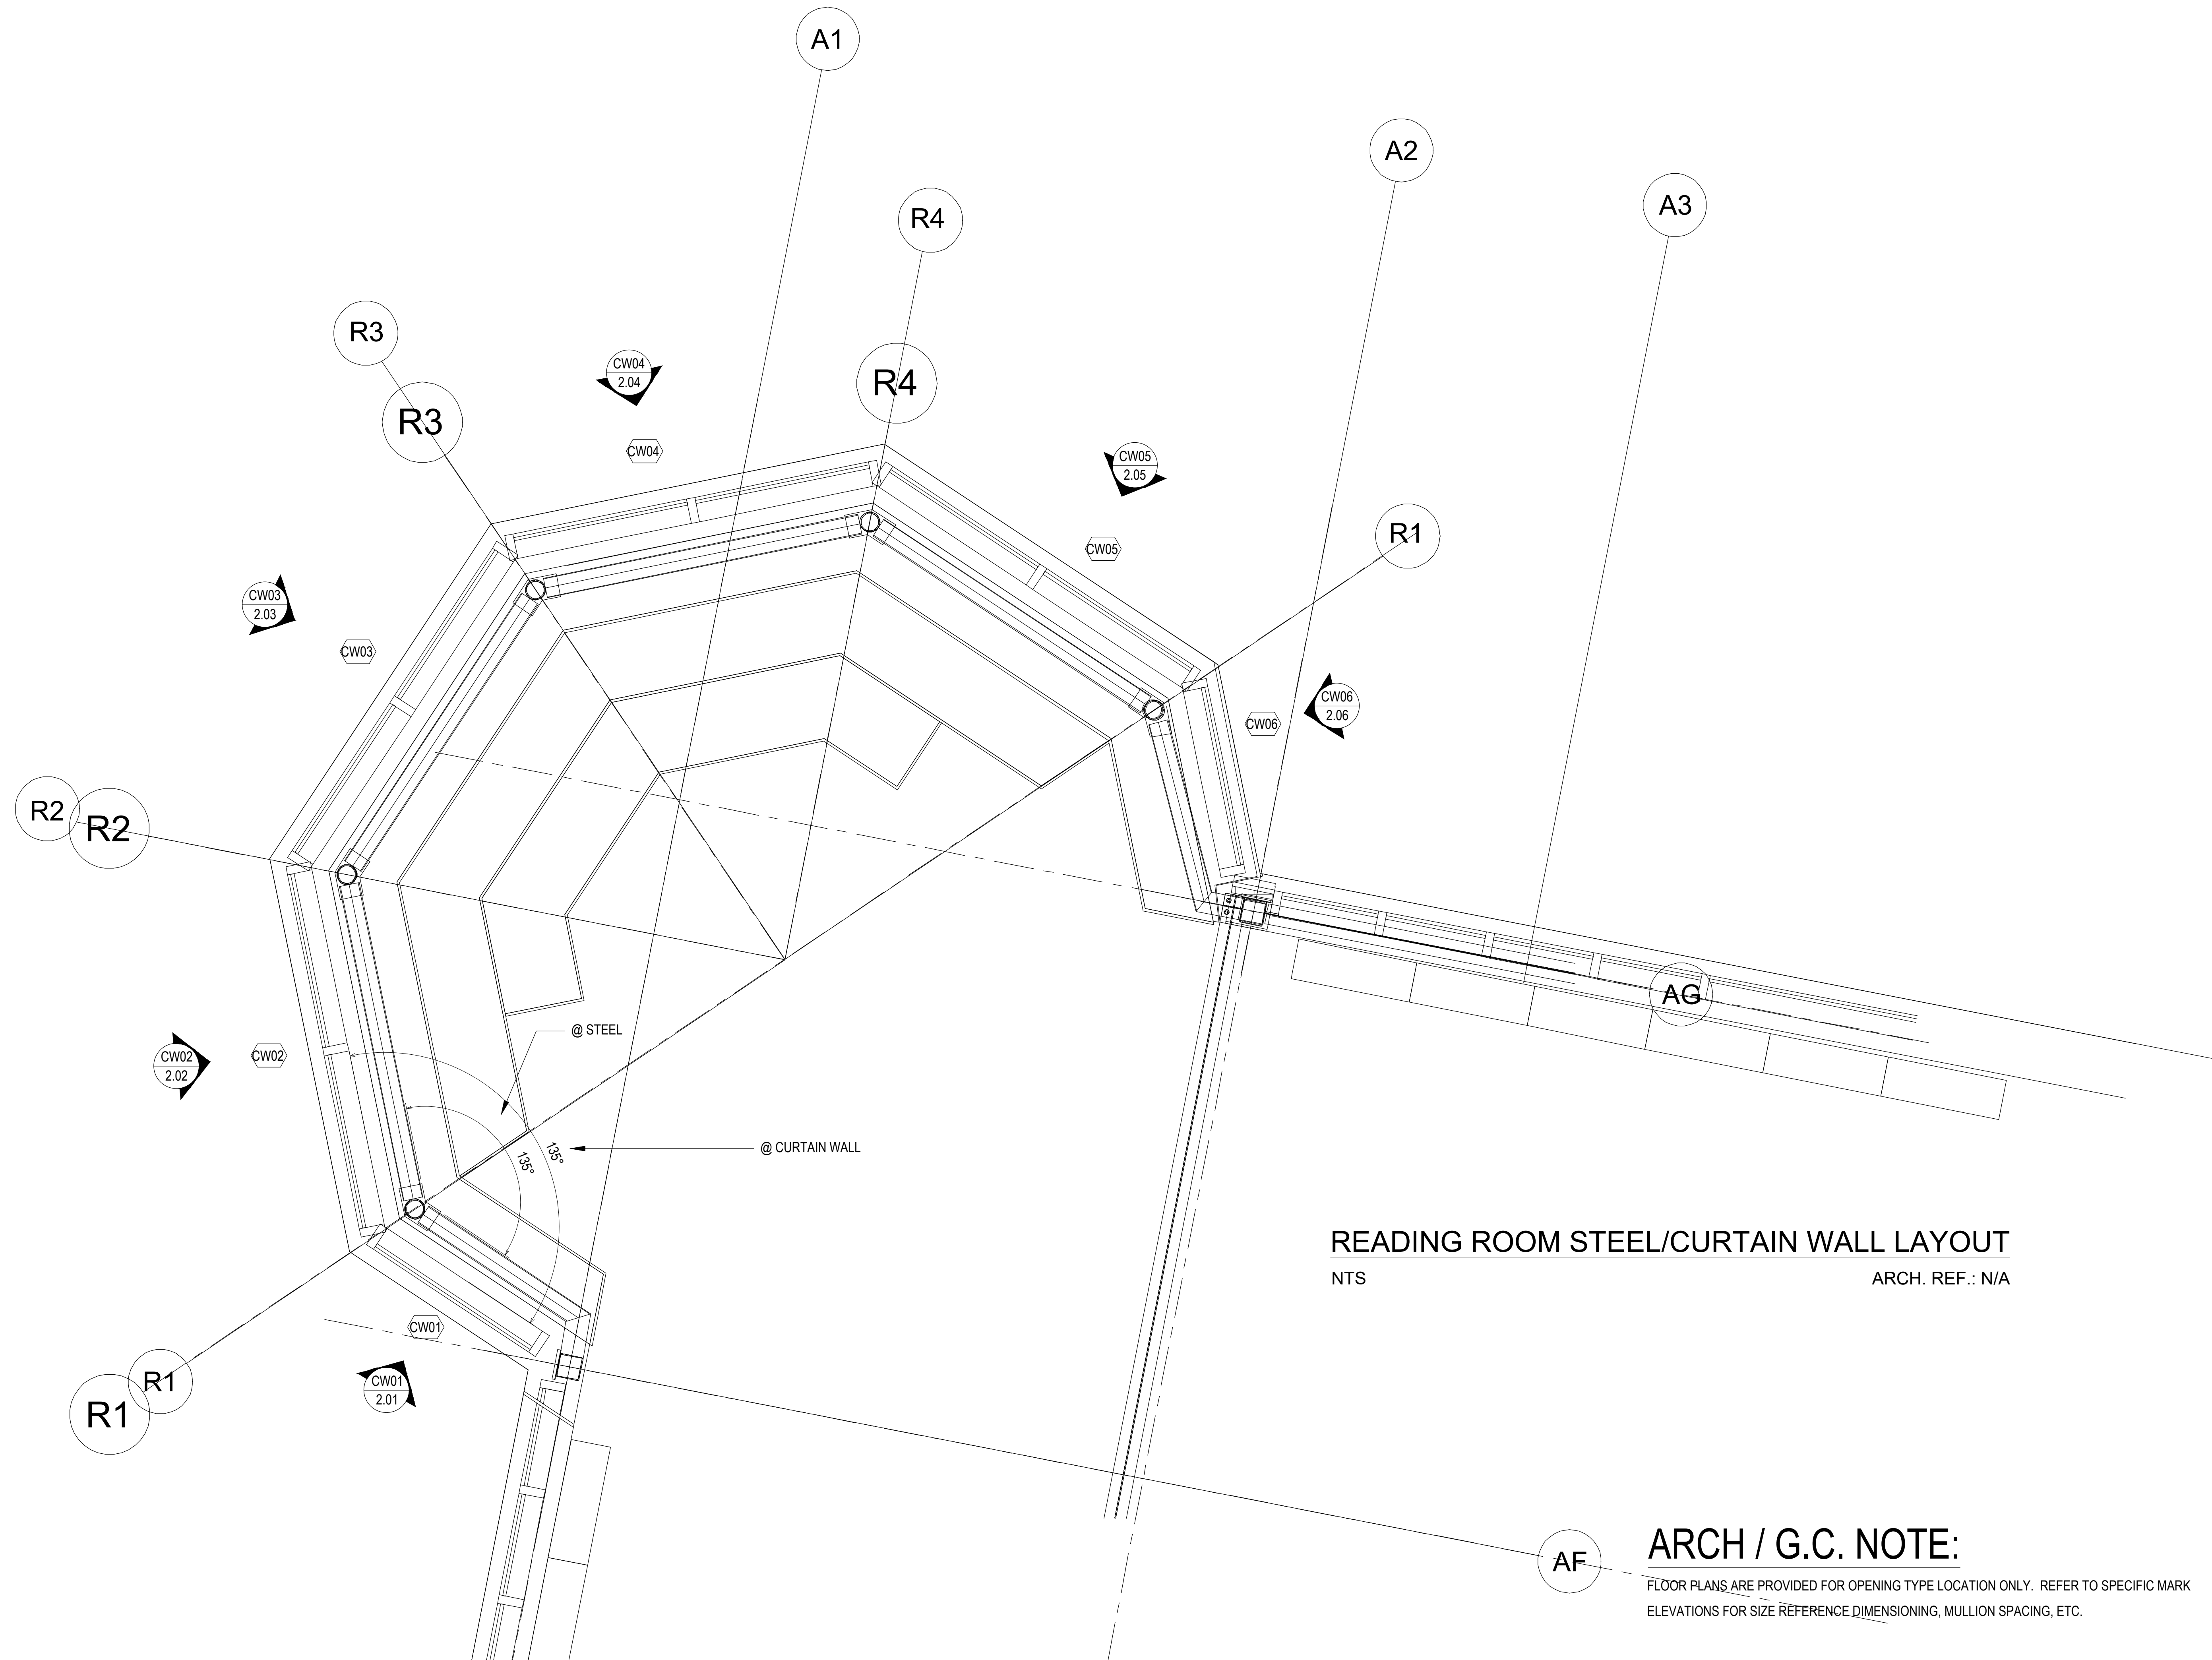 A1
A2
A3
R4
R3
CW04
2.04
R4
R3
CW04
CW05
2.05
R1
CW05
CW03
2.03
CW03
CW06
2.06
CW06
R2
R2
AG
@ STEEL
CW02
2.02
CW02
135°
135°
@ CURTAIN WALL
READING ROOM STEEL/CURTAIN WALL LAYOUT
NTS
ARCH. REF.: N/A
CW01
CW01
2.01
R1
R1
AF
ARCH / G.C. NOTE:
FLOOR PLANS ARE PROVIDED FOR OPENING TYPE LOCATION ONLY. REFER TO SPECIFIC MARK
ELEVATIONS FOR SIZE REFERENCE DIMENSIONING, MULLION SPACING, ETC.